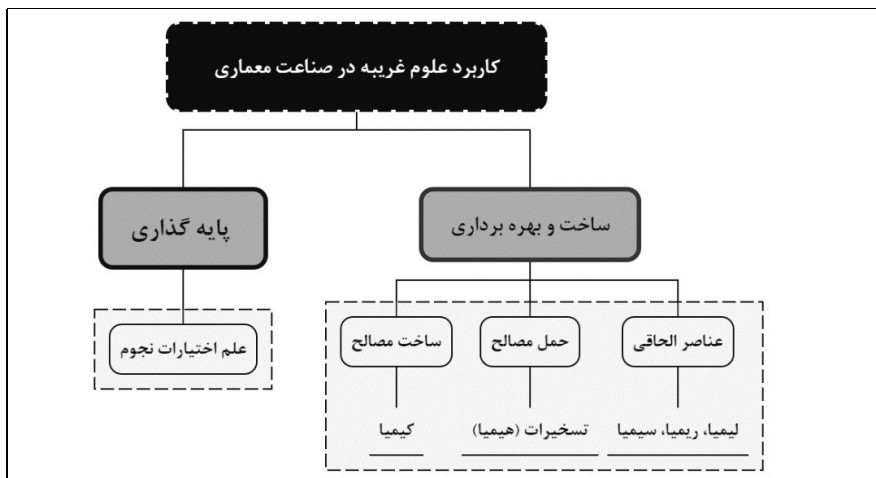 کاربرد علوم غریبه در صناعت معماری
ساخت و بهره برداری
پایه گذاری
عناصر الحاقی
حمل مصالح
ساخت مصالح
علم اختیارات نجوم
لیمیا، ریمیا، سیمیا
تسخیرات (هیمیا)
کیمیا